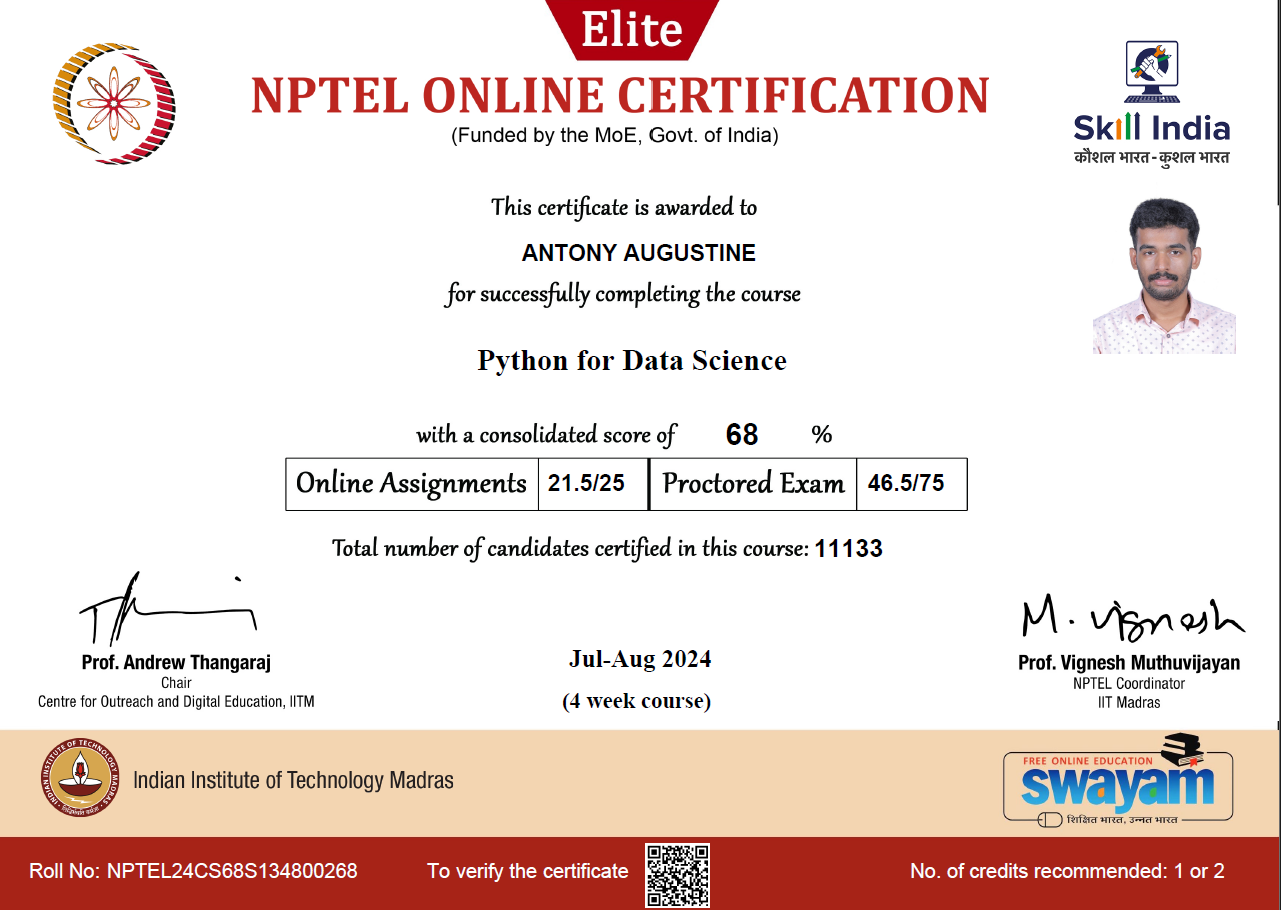 Elite
NPTEL ONLINE CERTIFICATION
(Funded by the MoE, Govt. of India)
Skill India
कौशल भारत - कुशल भारत
This certificate is awarded to
ANTONY AUGUSTINE
for successfully completing the course
Python for Data Science
with a consolidated score of 68 %
Online Assignments 21.5/25 Proctored Exam 46.5/75
Total number of candidates certified in this course: 11133
M. Vignesh
Prof. Andrew Thangaraj
Chair
Centre for Outreach and Digital Education, IITM
Jul-Aug 2024
(4 week course)
Prof. Vignesh Muthuvijayan
NPTEL Coordinator
IIT Madras
INDIAN INSTITUTE OF TECHNOLOGY MADRAS
Indian Institute of Technology Madras
FREE ONLINE EDUCATION
swayam
शिक्षित भारत, उन्नत भारत
Roll No: NPTEL24CS68S134800268
To verify the certificate
No. of credits recommended: 1 or 2